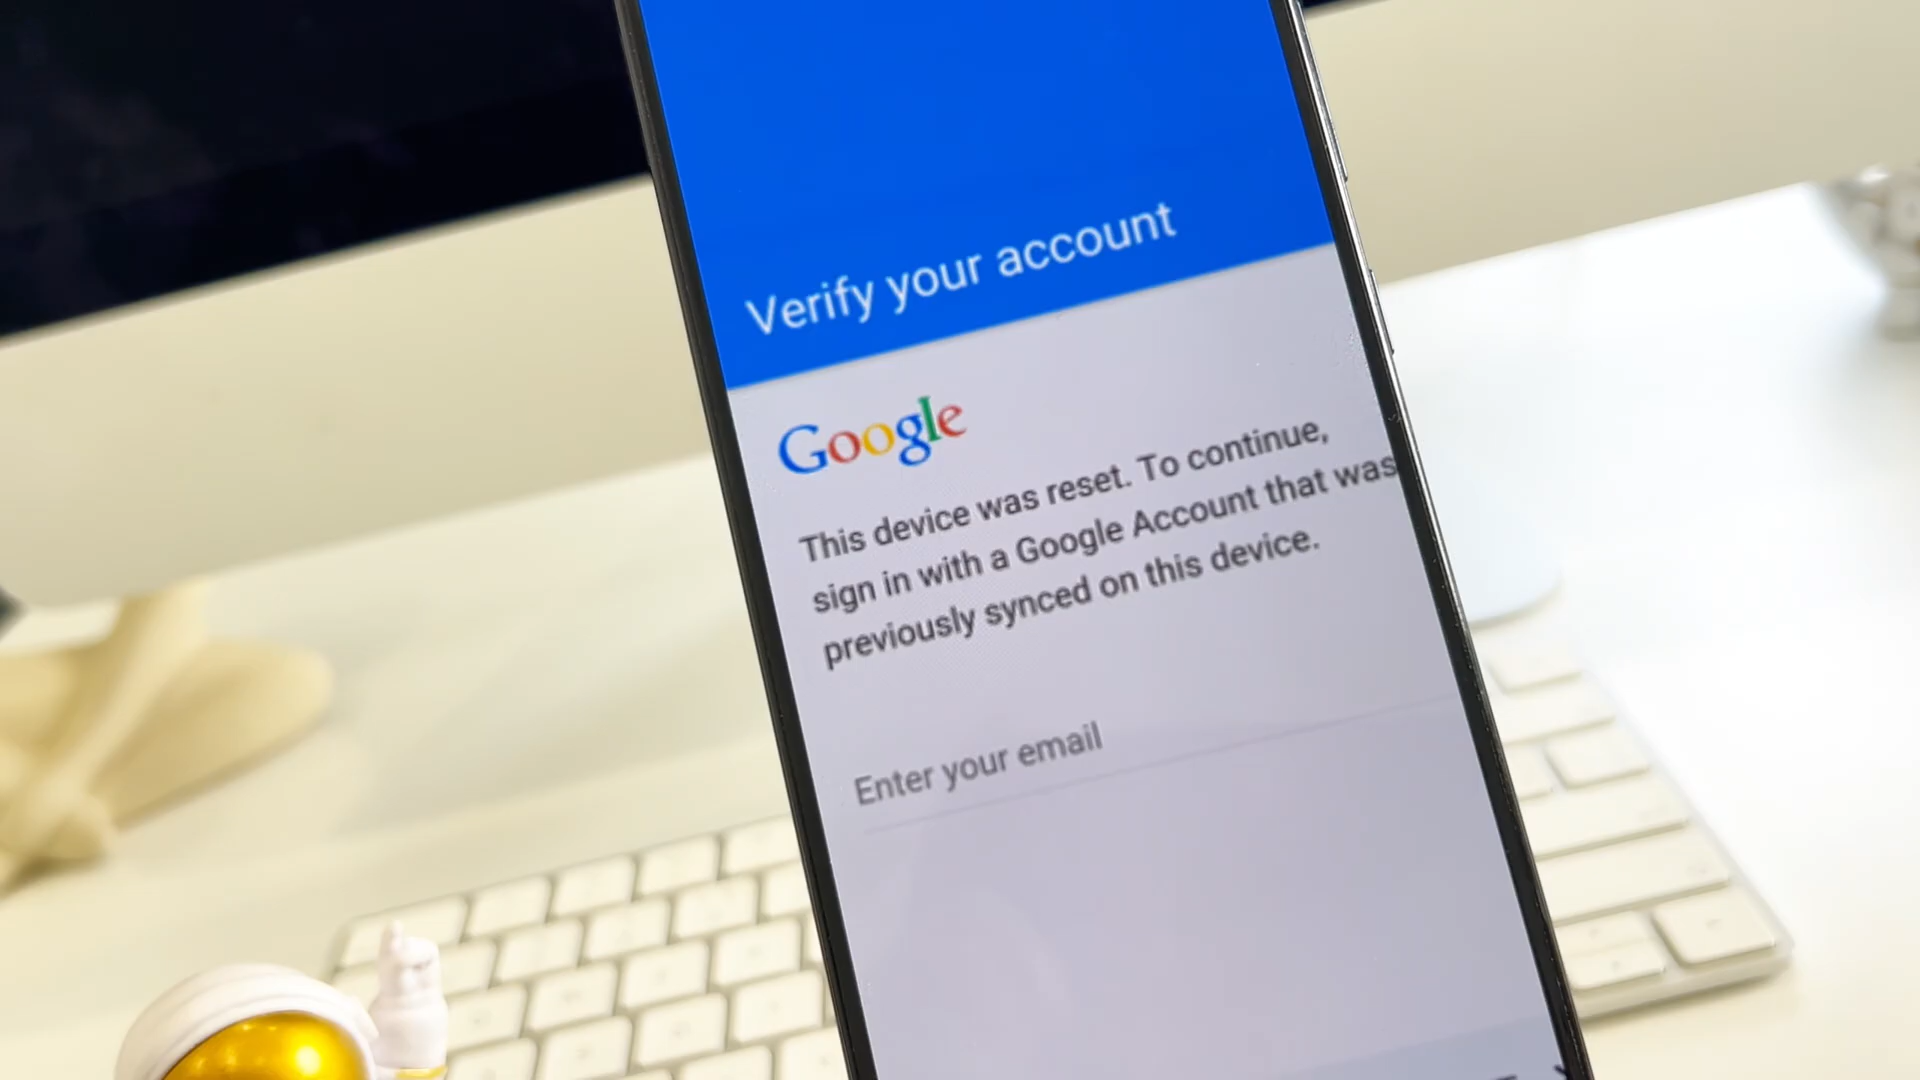 Verify your account
Google
This device was reset. To continue,
sign in with a Google Account that was
previously synced on this device.
Enter your email